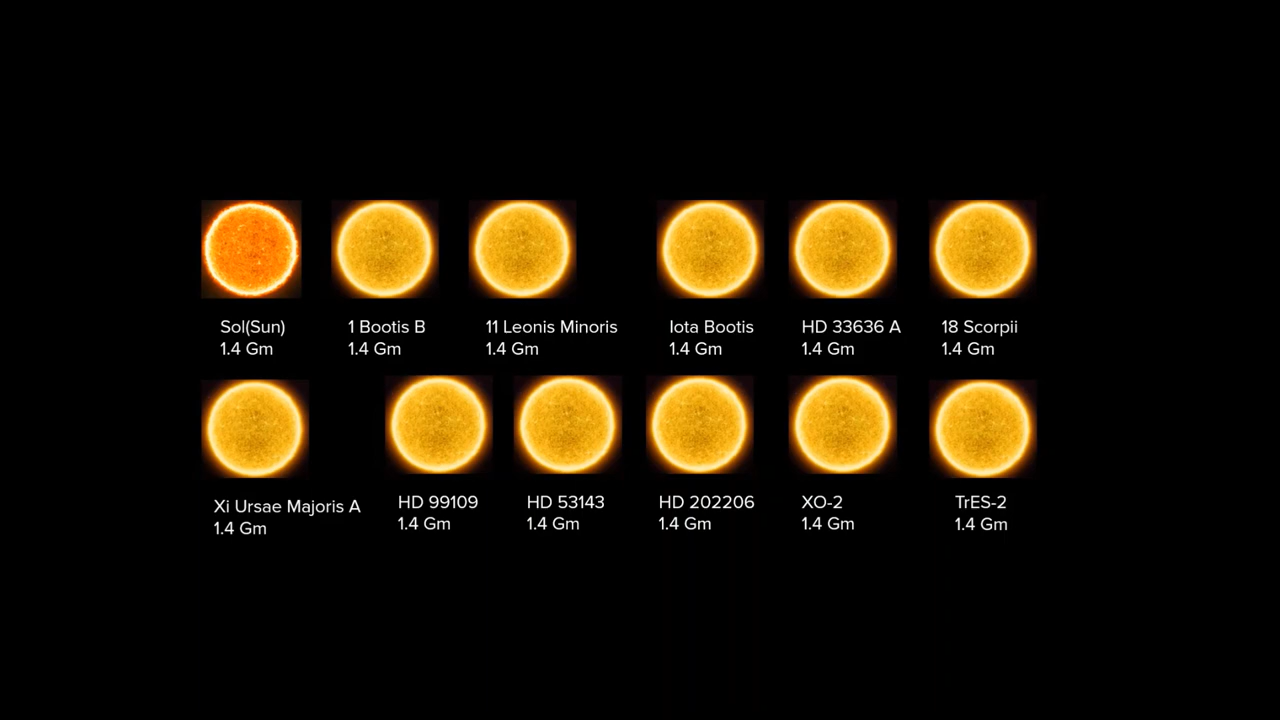 Sol(Sun)
1.4 Gm
1 Bootis B
1.4 Gm
11 Leonis Minoris
1.4 Gm
Iota Bootis
1.4 Gm
HD 33636 A
1.4 Gm
18 Scorpii
1.4 Gm
Xi Ursae Majoris A
1.4 Gm
HD 99109
1.4 Gm
HD 53143
1.4 Gm
HD 202206
1.4 Gm
XO-2
1.4 Gm
TrES-2
1.4 Gm